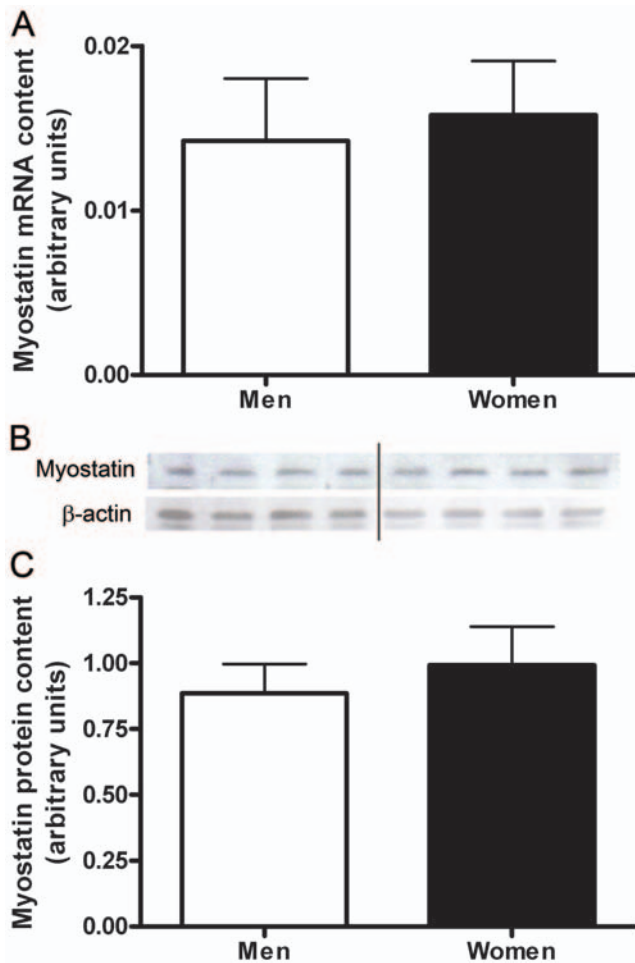 A
Myostatin mRNA content
(arbitrary units)
0.02
0.01
0.00
Men
Women
B
Myostatin
β-actin
C
Myostatin protein content
(arbitrary units)
1.25
1.00
0.75
0.50
0.25
0.00
Men
Women